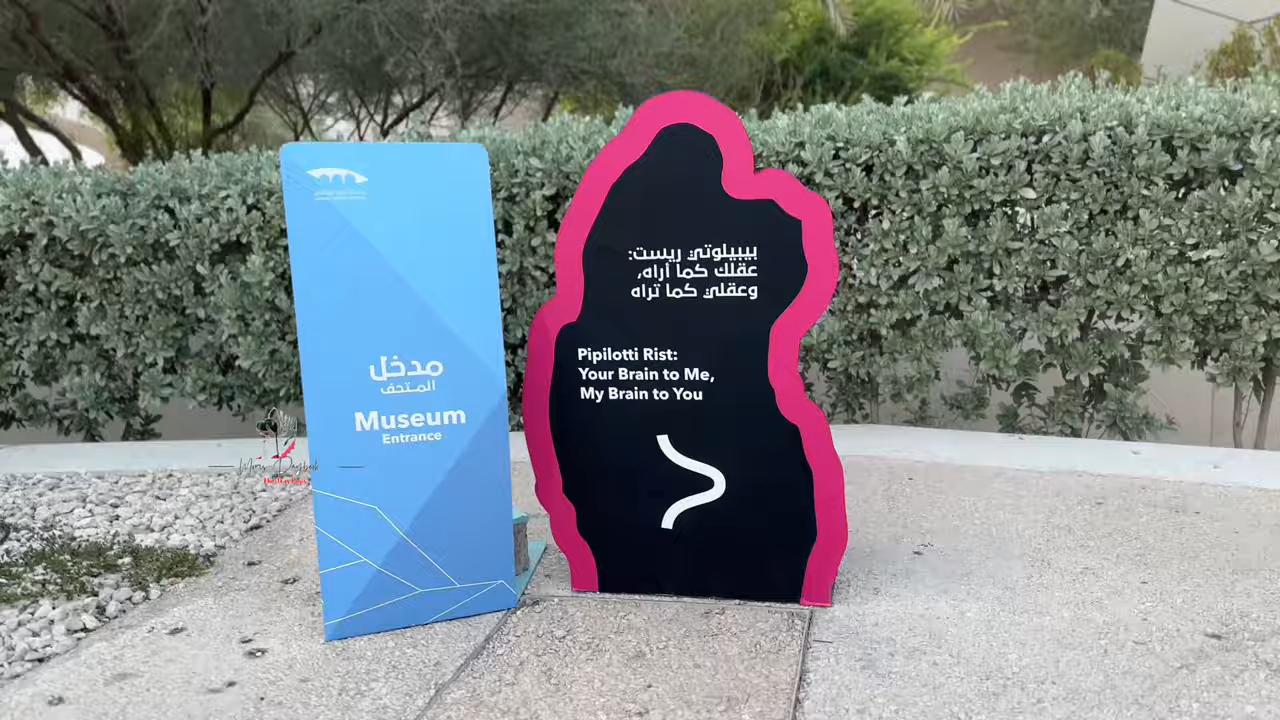 مدخل
المتحف
Museum
Entrance
بيبيلوتي ريست:
عقلك كما أراه،
وعقلي كما تراه
Pipilotti Rist:
Your Brain to Me,
My Brain to You